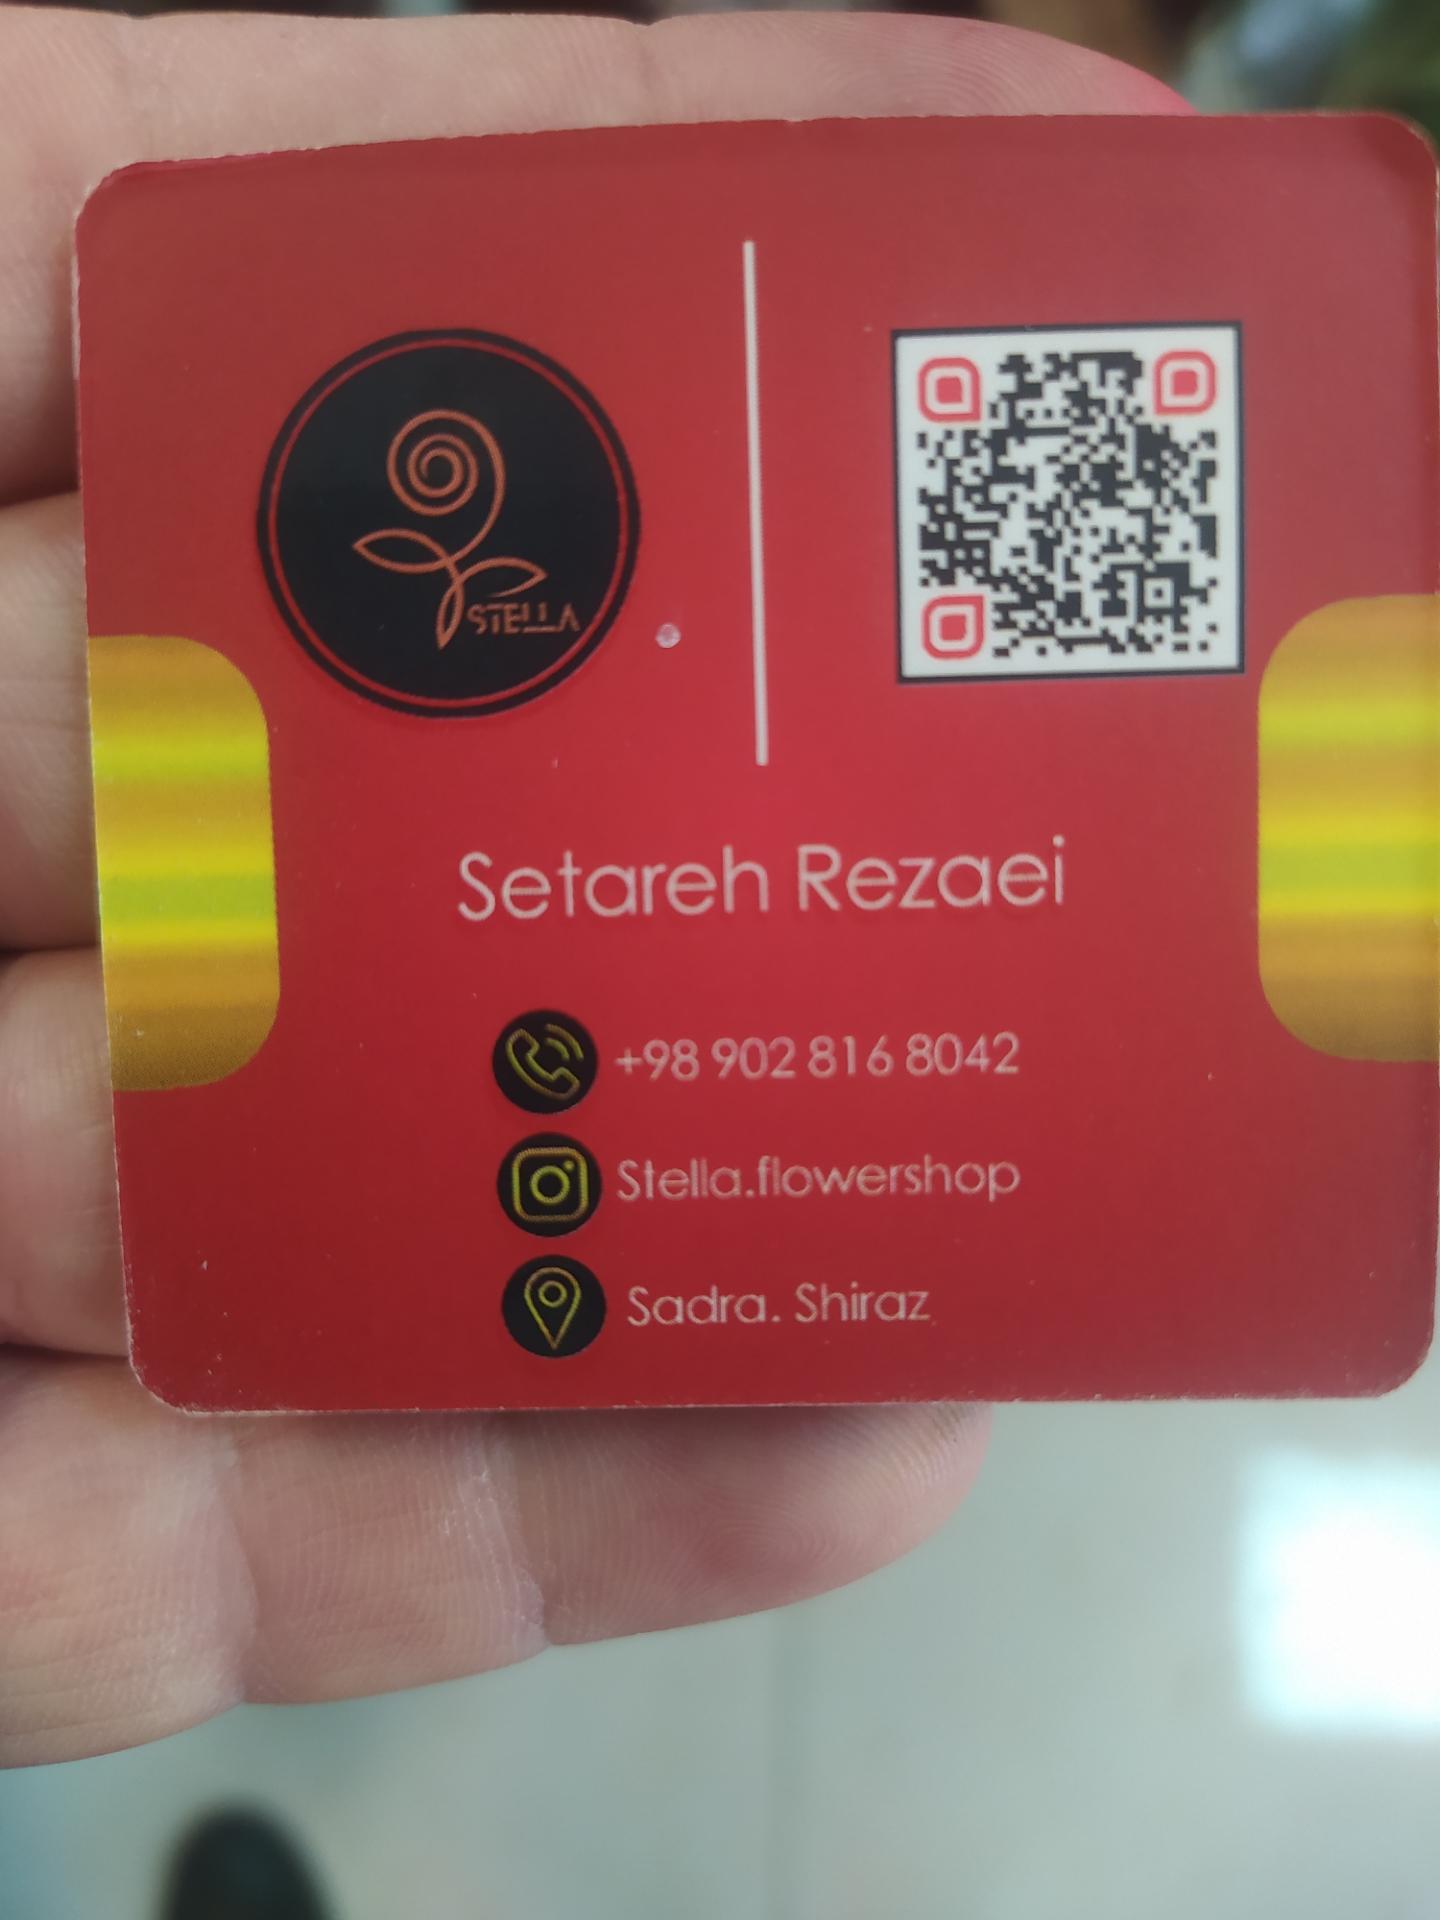 STELLA
Setareh Rezaei
+98 902 816 8042
Stella.flowershop
Sadra. Shiraz